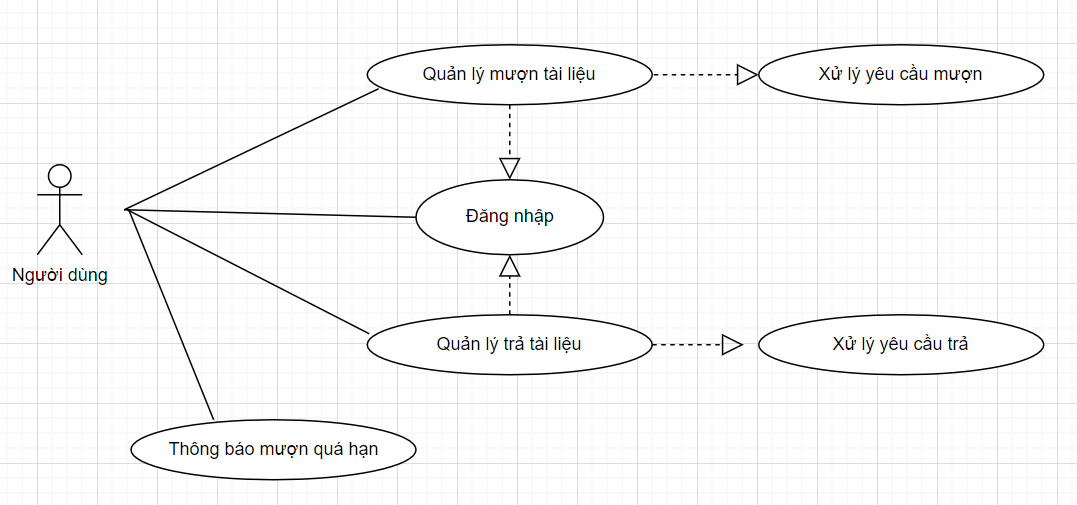 Quản lý mượn tài liệu
Xử lý yêu cầu mượn
Đăng nhập
Người dùng
Quản lý trả tài liệu
Xử lý yêu cầu trả
Thông báo mượn quá hạn